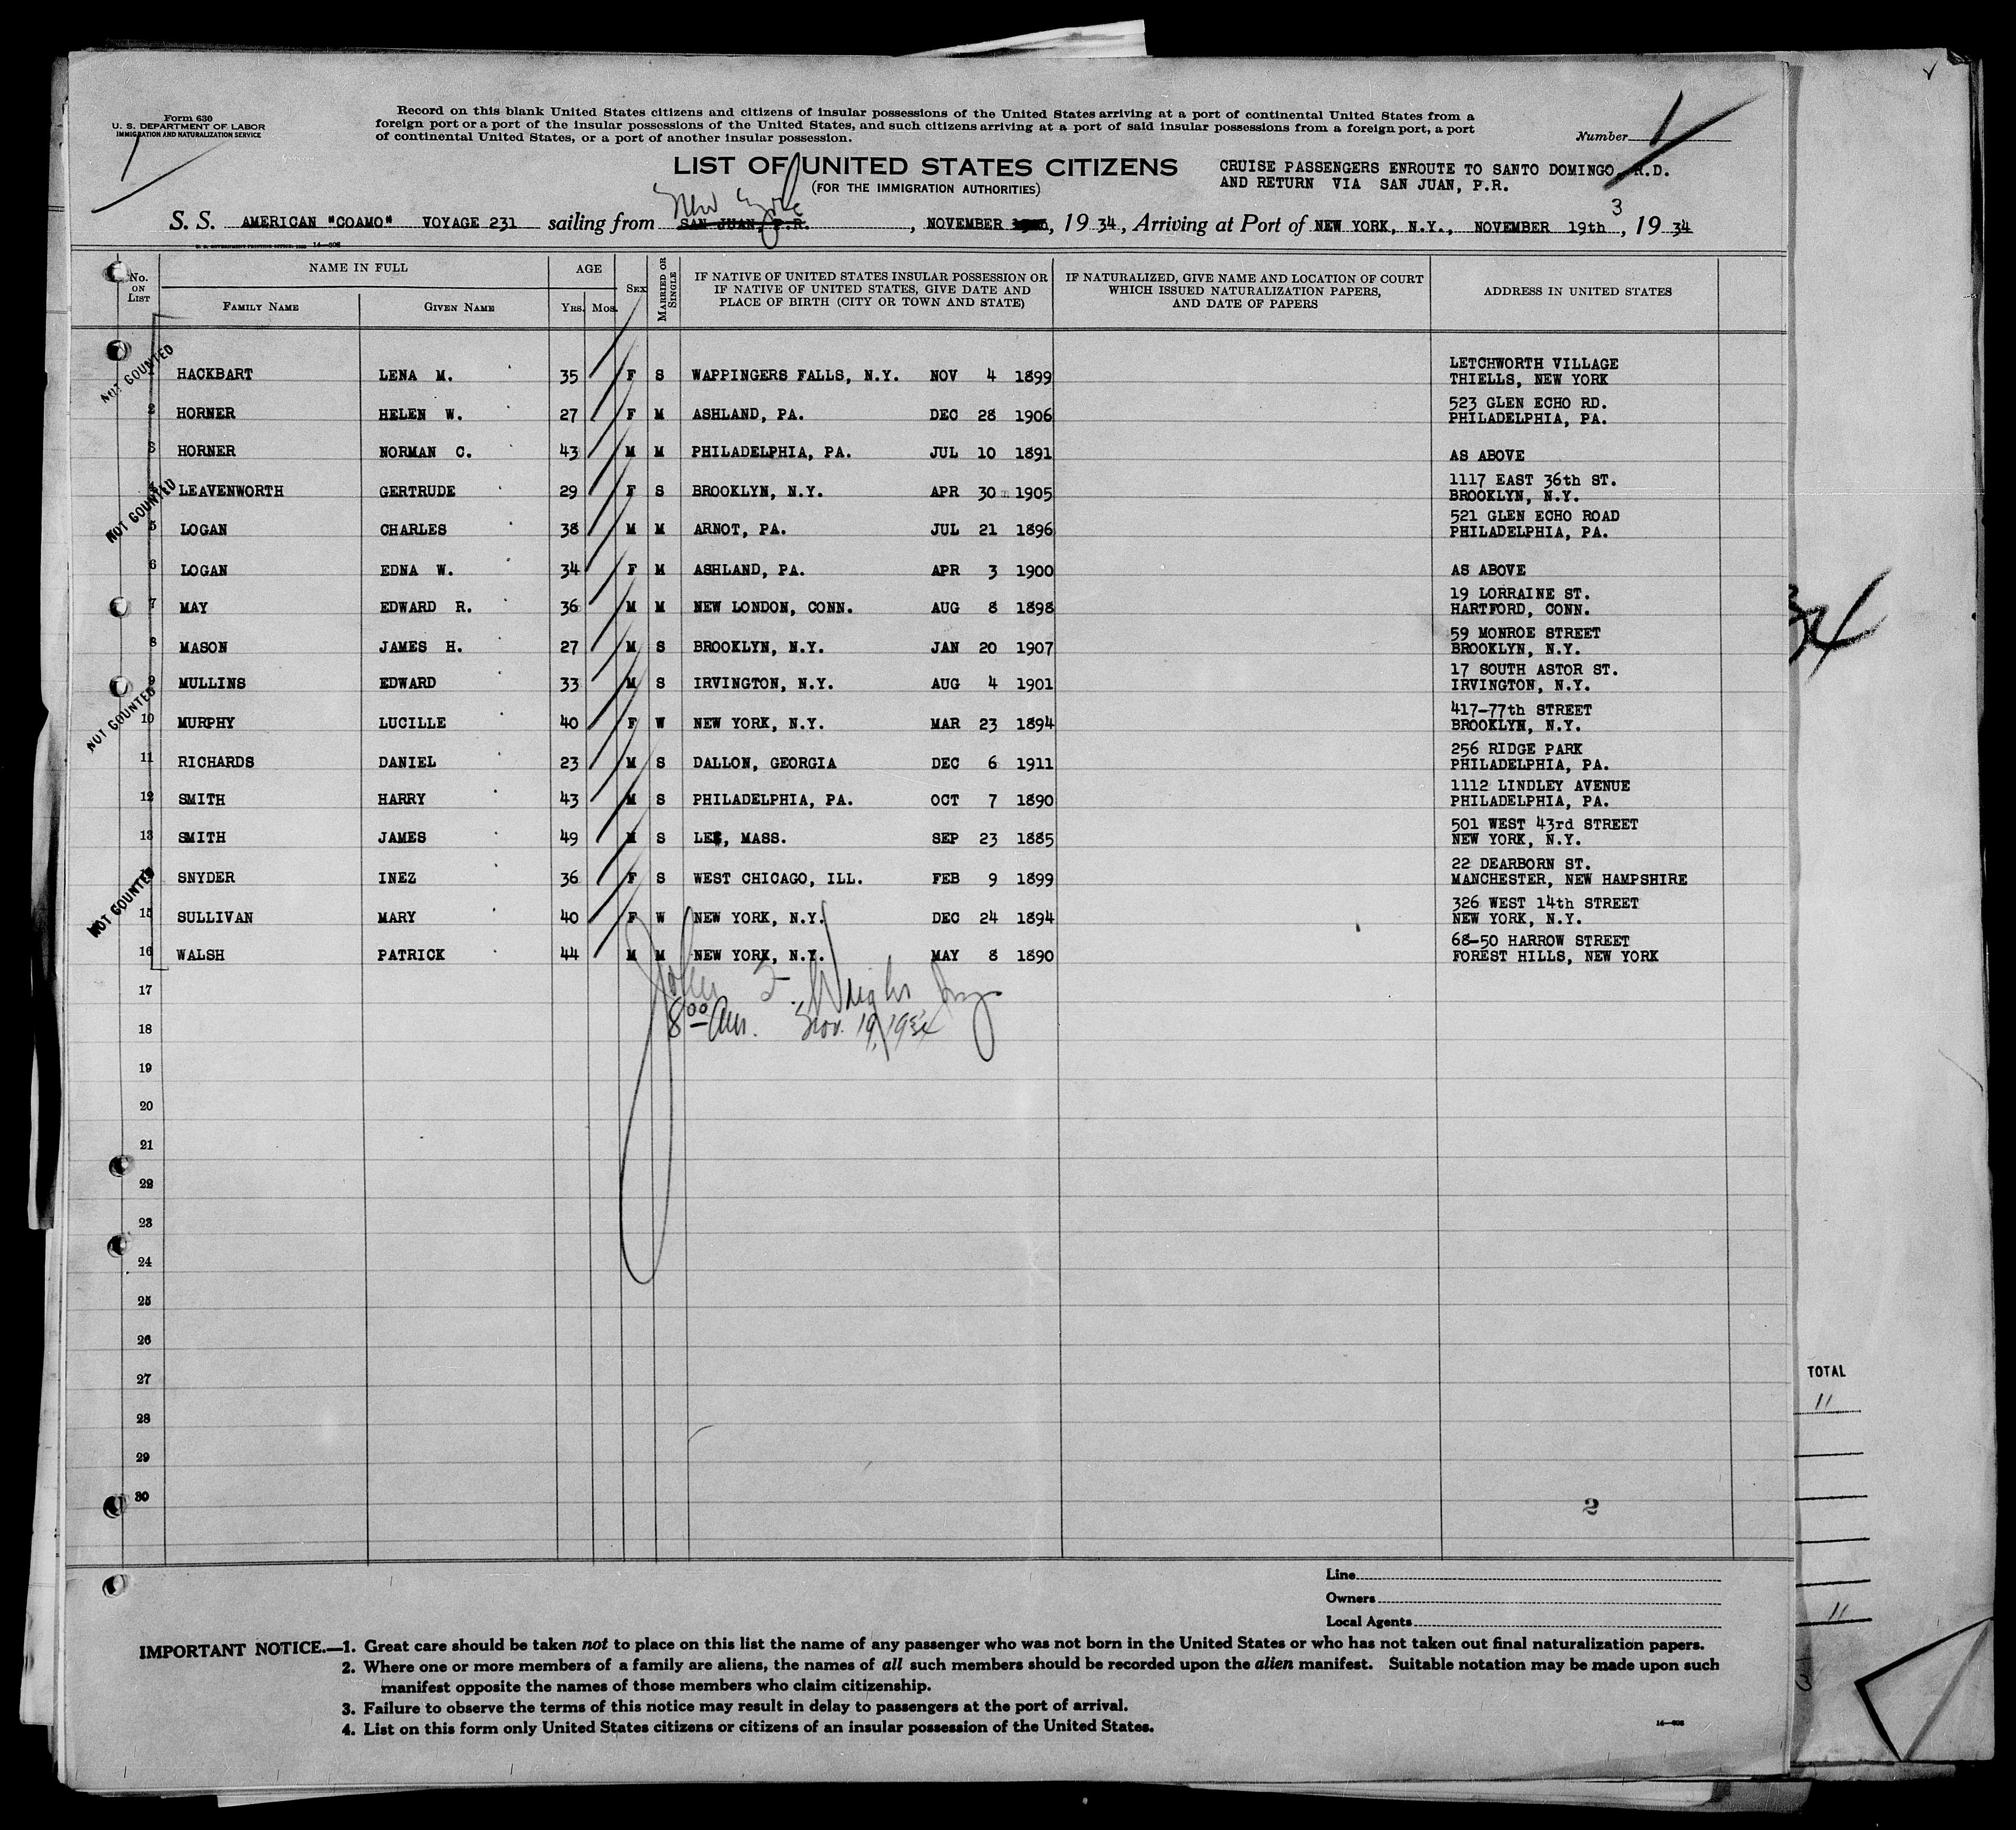 Form 630
U. S. DEPARTMENT OF LABOR
IMMIGRATION AND NATURALIZATION SERVICE
Record on this blank United States citizens and citizens of insular possessions of the United States arriving at a port of continental United States from a
foreign port or a port of the insular possessions of the United States, and such citizens arriving at a port of said insular possessions from a foreign port, a port
of continental United States, or a port of another insular possession.
Number 1
LIST OF UNITED STATES CITIZENS
(FOR THE IMMIGRATION AUTHORITIES)
CRUISE PASSENGERS ENROUTE TO SANTO DOMINGO, R.D.
AND RETURN VIA SAN JUAN, P.R.
New York
3
S. S. AMERICAN "COAMO" VOYAGE 231 sailing from SAN JUAN, P.R., NOVEMBER , 19 34, Arriving at Port of NEW YORK, N.Y., NOVEMBER 19th, 19 34
No. ON LIST
NAME IN FULL
FAMILY NAME GIVEN NAME
AGE
YRS. MOS.
SEX
MARRIED OR SINGLE
IF NATIVE OF UNITED STATES INSULAR POSSESSION OR
IF NATIVE OF UNITED STATES, GIVE DATE AND
PLACE OF BIRTH (CITY OR TOWN AND STATE)
IF NATURALIZED, GIVE NAME AND LOCATION OF COURT
WHICH ISSUED NATURALIZATION PAPERS,
AND DATE OF PAPERS
ADDRESS IN UNITED STATES
NOT COUNTED
HACKBART LENA M. 35 F S WAPPINGERS FALLS, N.Y. NOV 4 1899 LETCHWORTH VILLAGE
THIELLS, NEW YORK
2 HORNER HELEN W. 27 F M ASHLAND, PA. DEC 28 1906 523 GLEN ECHO RD.
PHILADELPHIA, PA.
3 HORNER NORMAN C. 43 M M PHILADELPHIA, PA. JUL 10 1891 AS ABOVE
NOT COUNTED
LEAVENWORTH GERTRUDE 29 F S BROOKLYN, N.Y. APR 30 1905 1117 EAST 36th ST.
BROOKLYN, N.Y.
5 LOGAN CHARLES 38 M M ARNOT, PA. JUL 21 1896 521 GLEN ECHO ROAD
PHILADELPHIA, PA.
6 LOGAN EDNA W. 34 F M ASHLAND, PA. APR 3 1900 AS ABOVE
7 MAY EDWARD R. 36 M M NEW LONDON, CONN. AUG 8 1898 19 LORRAINE ST.
HARTFORD, CONN.
8 MASON JAMES H. 27 M S BROOKLYN, N.Y. JAN 20 1907 59 MONROE STREET
BROOKLYN, N.Y.
9 MULLINS EDWARD 33 M S IRVINGTON, N.Y. AUG 4 1901 17 SOUTH ASTOR ST.
IRVINGTON, N.Y.
NOT COUNTED
10 MURPHY LUCILLE 40 F W NEW YORK, N.Y. MAR 23 1894 417-77th STREET
BROOKLYN, N.Y.
11 RICHARDS DANIEL 23 M S DALLON, GEORGIA DEC 6 1911 256 RIDGE PARK
PHILADELPHIA, PA.
12 SMITH HARRY 43 M S PHILADELPHIA, PA. OCT 7 1890 1112 LINDLEY AVENUE
PHILADELPHIA, PA.
13 SMITH JAMES 49 M S LEE, MASS. SEP 23 1885 501 WEST 43rd STREET
NEW YORK, N.Y.
NOT COUNTED
SNYDER INEZ 36 F S WEST CHICAGO, ILL. FEB 9 1899 22 DEARBORN ST.
MANCHESTER, NEW HAMPSHIRE
15 SULLIVAN MARY 40 F W NEW YORK, N.Y. DEC 24 1894 326 WEST 14th STREET
NEW YORK, N.Y.
16 WALSH PATRICK 44 M M NEW YORK, N.Y. MAY 8 1890 68-50 HARROW STREET
FOREST HILLS, NEW YORK
17
8 00 Am. Nov. 19, 1934
18
19
20
21
22
23
24
25
26
27
28
29
30
2
34
TOTAL
11
11
Line
Owners
Local Agents
IMPORTANT NOTICE.—1. Great care should be taken not to place on this list the name of any passenger who was not born in the United States or who has not taken out final naturalization papers.
2. Where one or more members of a family are aliens, the names of all such members should be recorded upon the alien manifest. Suitable notation may be made upon such
manifest opposite the names of those members who claim citizenship.
3. Failure to observe the terms of this notice may result in delay to passengers at the port of arrival.
4. List on this form only United States citizens or citizens of an insular possession of the United States.
14—608